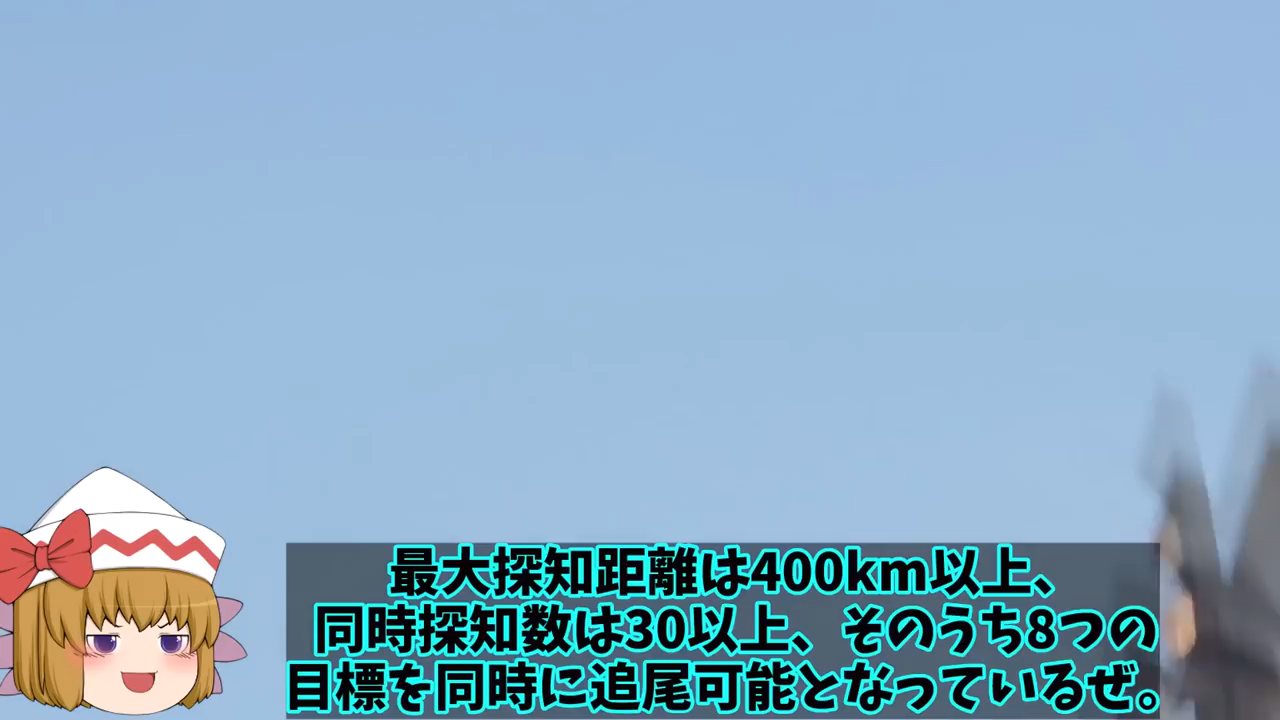 最大探知距離は400km以上、
同時探知数は30以上、そのうち8つの
目標を同時に追尾可能となっているぜ。